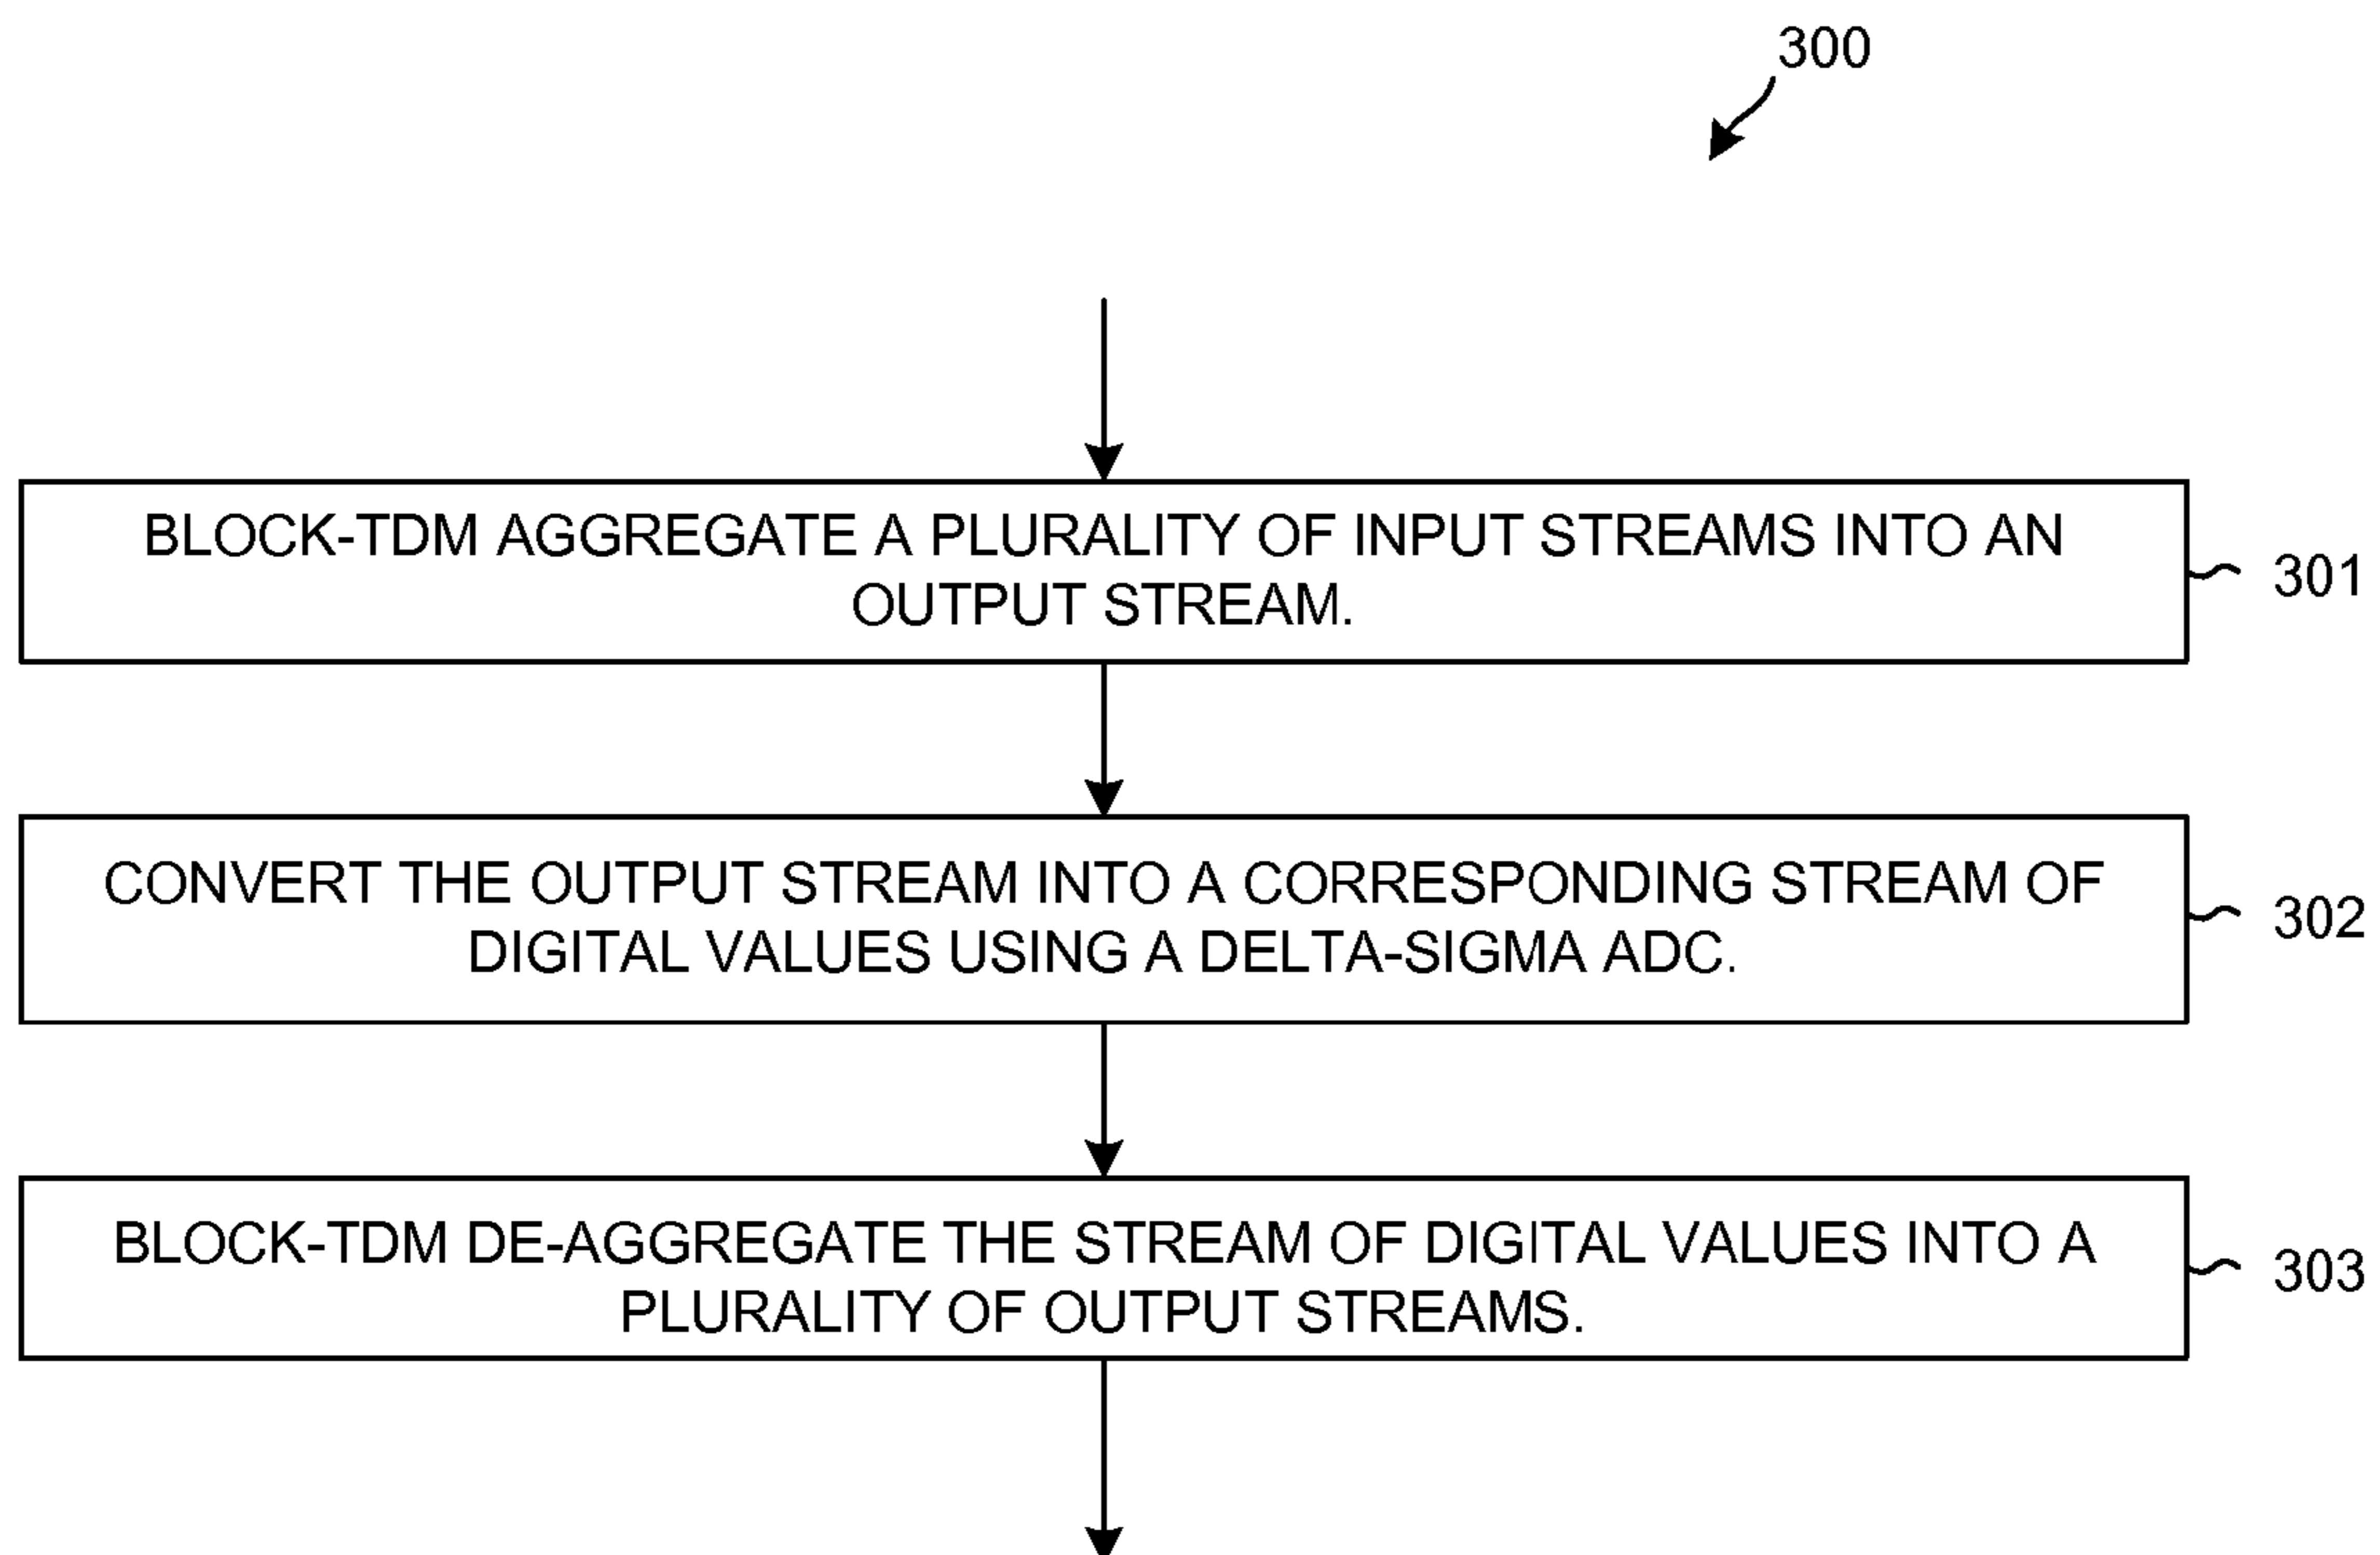 300
BLOCK-TDM AGGREGATE A PLURALITY OF INPUT STREAMS INTO AN
OUTPUT STREAM.
301
CONVERT THE OUTPUT STREAM INTO A CORRESPONDING STREAM OF
DIGITAL VALUES USING A DELTA-SIGMA ADC.
302
BLOCK-TDM DE-AGGREGATE THE STREAM OF DIGITAL VALUES INTO A
PLURALITY OF OUTPUT STREAMS.
303